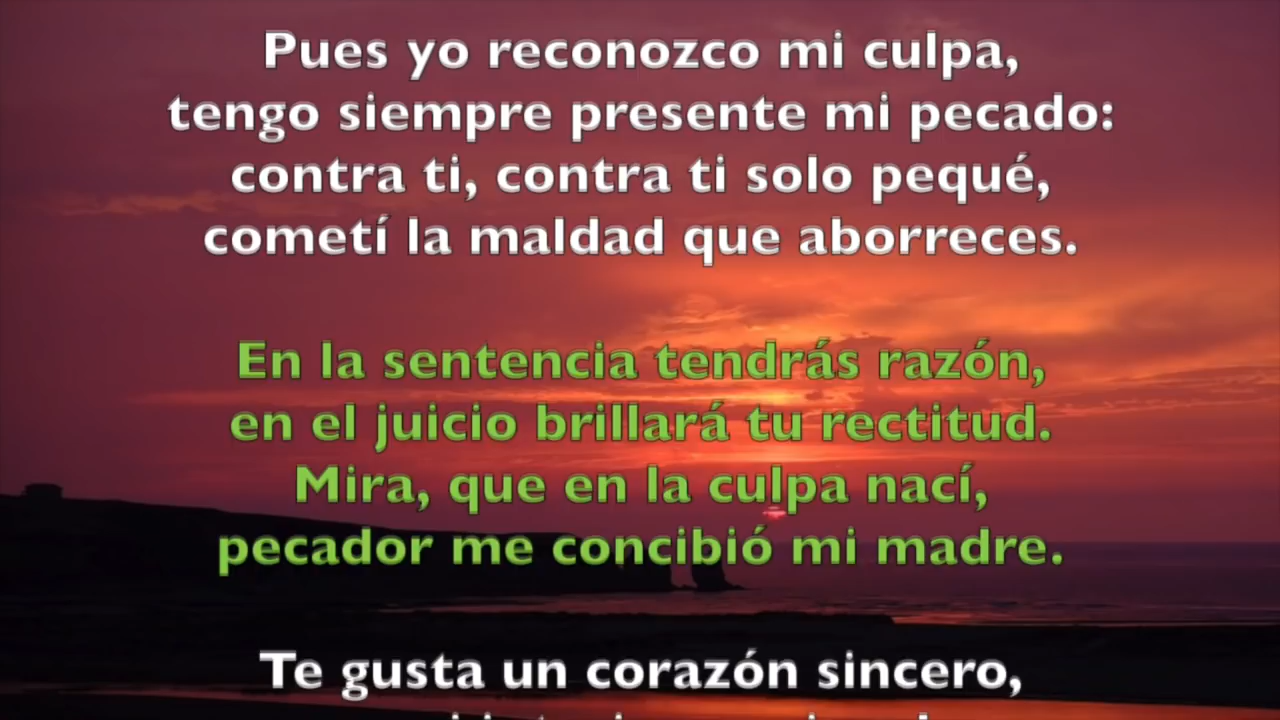 Pues yo reconozco mi culpa,
tengo siempre presente mi pecado:
contra ti, contra ti solo pequé,
cometí la maldad que aborreces.
En la sentencia tendrás razón,
en el juicio brillará tu rectitud.
Mira, que en la culpa nací,
pecador me concibió mi madre.
Te gusta un corazón sincero,